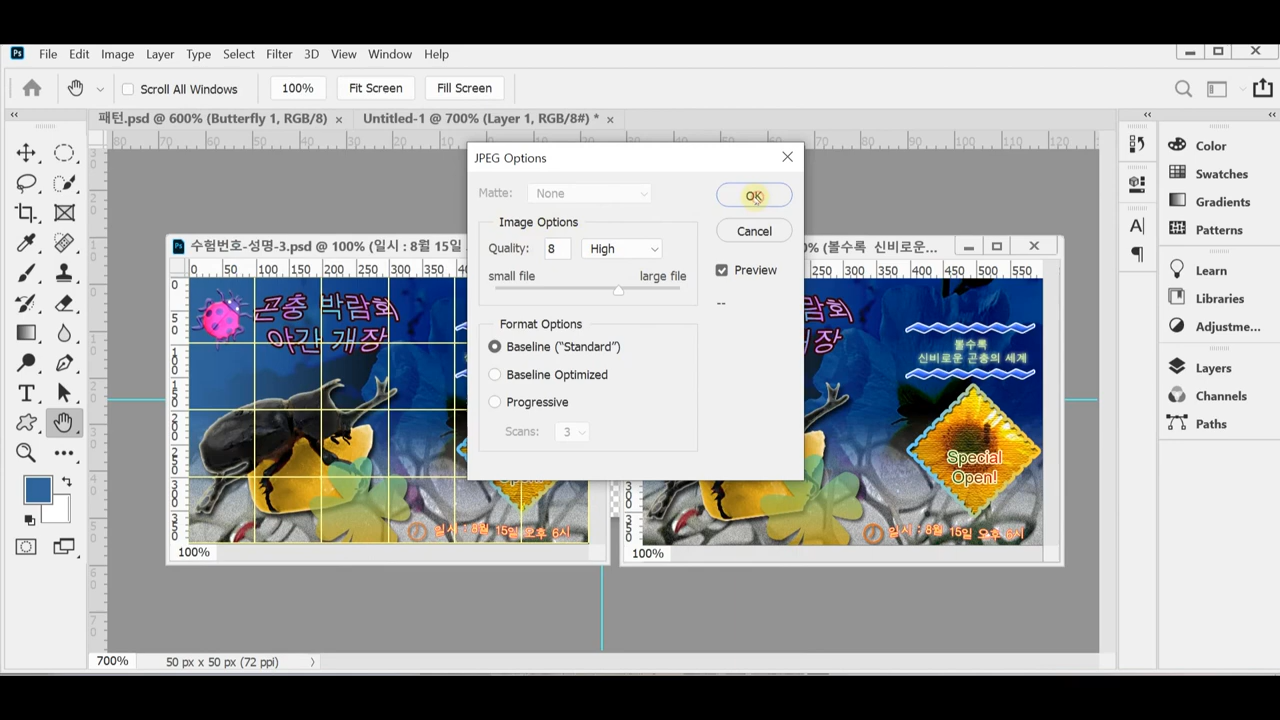 Ps File Edit Image Layer Type Select Filter 3D View Window Help
Scroll All Windows 100% Fit Screen Fill Screen
패턴.psd @ 600% (Butterfly 1, RGB/8) × Untitled-1 @ 700% (Layer 1, RGB/8#) * ×
JPEG Options
Matte: None
OK
Image Options
Quality: 8 High
Cancel
small file large file
Preview
--
Format Options
Baseline (“Standard”)
Baseline Optimized
Progressive
Scans: 3
수험번호-성명-3.psd @ 100% (일시 : 8월 15일
0 50 100 150 200 250 300 350
곤충 박람회
야간 개장
일시 : 8월 15일 오후 6시
100%
(볼수록 신비로운...
250 300 350 400 450 500 550
볼수록
신비로운 곤충의 세계
Special
Open!
일시 : 8월 15일 오후 6시
100%
Color
Swatches
Gradients
Patterns
Learn
Libraries
Adjustme...
Layers
Channels
Paths
700% 50 px x 50 px (72 ppi)